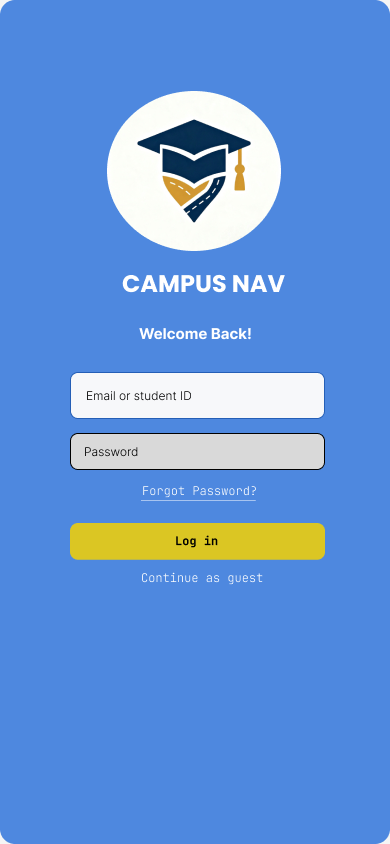 CAMPUS NAV
Welcome Back!
Email or student ID
Password
Forgot Password?
Log in
Continue as guest